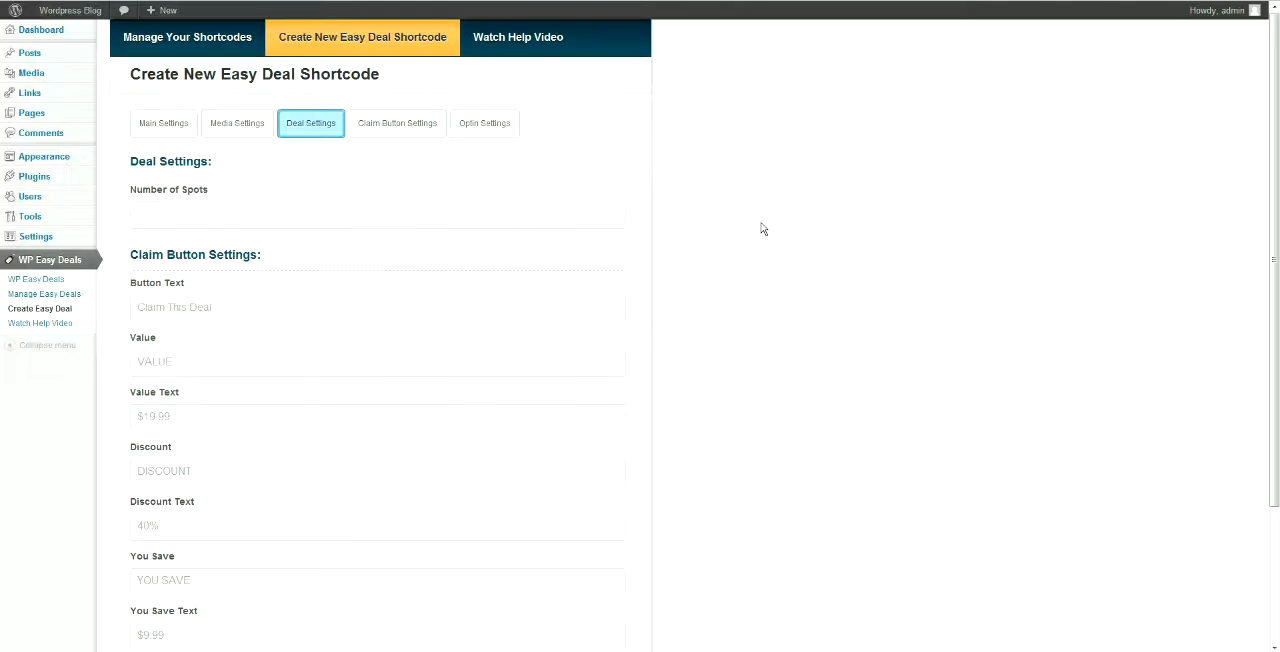 Wordpress Blog New Howdy, admin
Dashboard
Posts
Media
Links
Pages
Comments
Appearance
Plugins
Users
Tools
Settings
WP Easy Deals
WP Easy Deals
Manage Easy Deals
Create Easy Deal
Watch Help Video
Collapse menu
Manage Your Shortcodes Create New Easy Deal Shortcode Watch Help Video
Create New Easy Deal Shortcode
Main Settings Media Settings Deal Settings Claim Button Settings Optin Settings
Deal Settings:
Number of Spots
Claim Button Settings:
Button Text
Claim This Deal
Value
VALUE
Value Text
$19.99
Discount
DISCOUNT
Discount Text
40%
You Save
YOU SAVE
You Save Text
$9.99